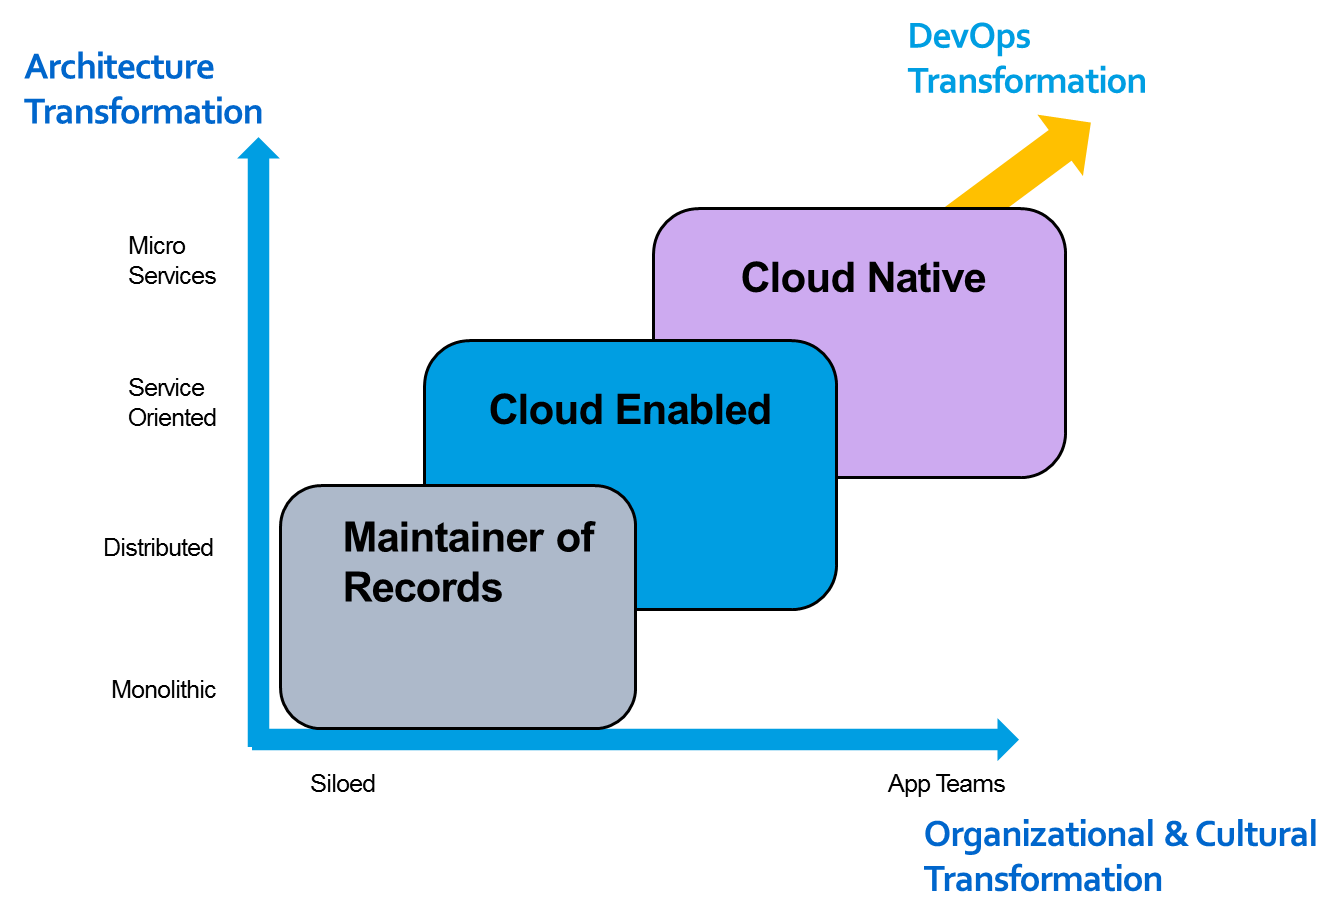 DevOps
Transformation
Architecture
Transformation
Micro
Services
Cloud Native
Service
Oriented
Cloud Enabled
Distributed
Maintainer of
Records
Monolithic
Siloed
App Teams
Organizational & Cultural
Transformation